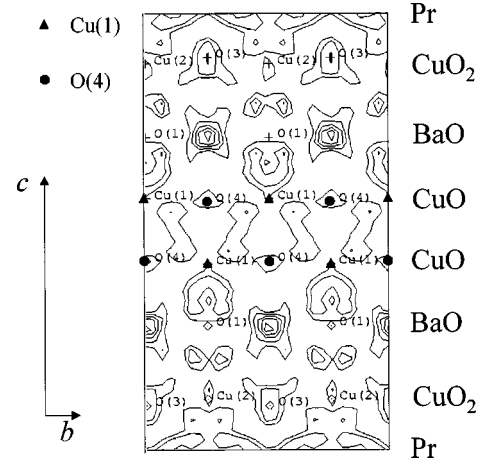 ▲ Cu(1)
Pr
O(3) O(3)
Cu(2) Cu(2)
CuO₂
● O(4)
O(1) O(1)
BaO
c
Cu(1) O(4) Cu(1) O(4)
CuO
O(4) Cu(1) O(4) Cu(1)
CuO
O(1) O(1)
BaO
Cu(2) Cu(2)
O(3) O(3)
CuO₂
b
Pr